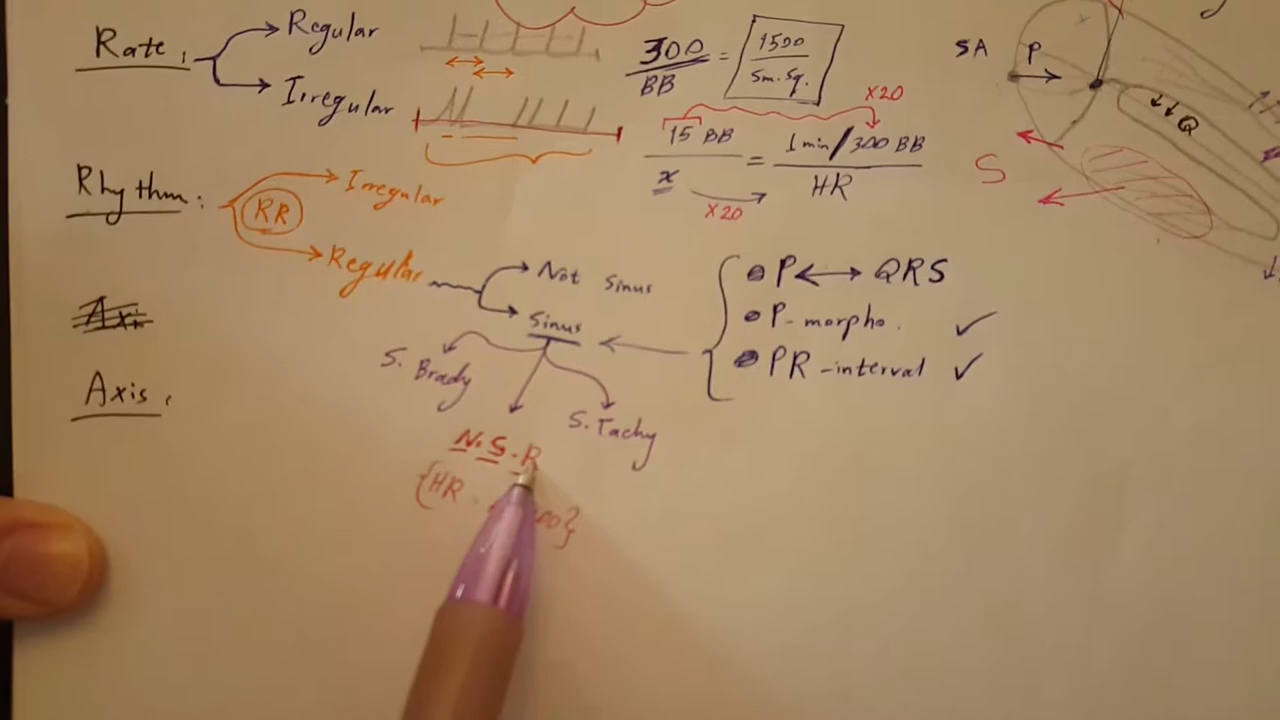 Rate:
Regular
Irregular
300
BB
=
1500
Sm. Sq.
x20
15 BB
x
=
1 min / 300 BB
HR
x20
SA
P
Q
S
Rhythm:
RR
Irregular
Regular
Not Sinus
Sinus
P QRS
P-morpho.
PR-interval
Axis:
S. Brady
N.S.R
S. Tachy
{HR